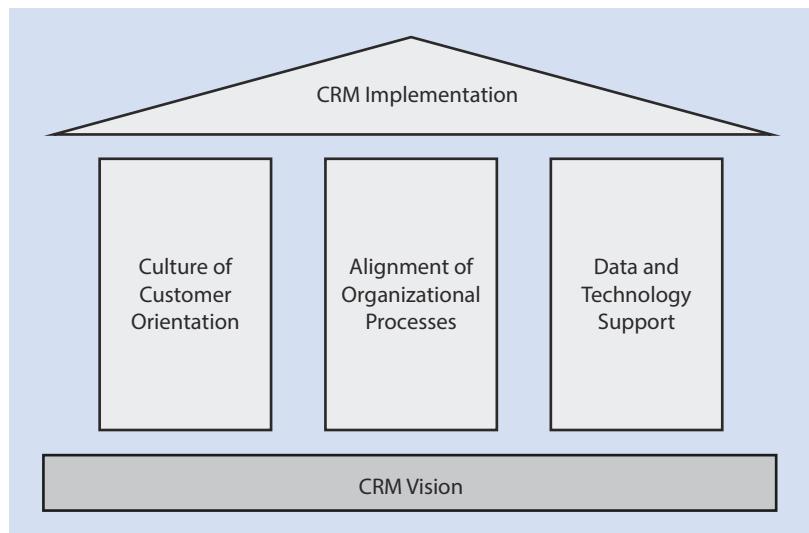 CRM Implementation
Culture of
Customer
Orientation
Alignment of
Organizational
Processes
Data and
Technology
Support
CRM Vision